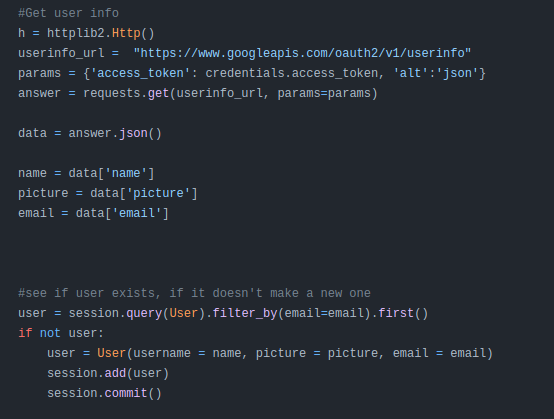 #Get user info
h = httplib2.Http()
userinfo_url =  "https://www.googleapis.com/oauth2/v1/userinfo"
params = {'access_token': credentials.access_token, 'alt':'json'}
answer = requests.get(userinfo_url, params=params)

data = answer.json()

name = data['name']
picture = data['picture']
email = data['email']

#see if user exists, if it doesn't make a new one
user = session.query(User).filter_by(email=email).first()
if not user:
    user = User(username = name, picture = picture, email = email)
    session.add(user)
    session.commit()